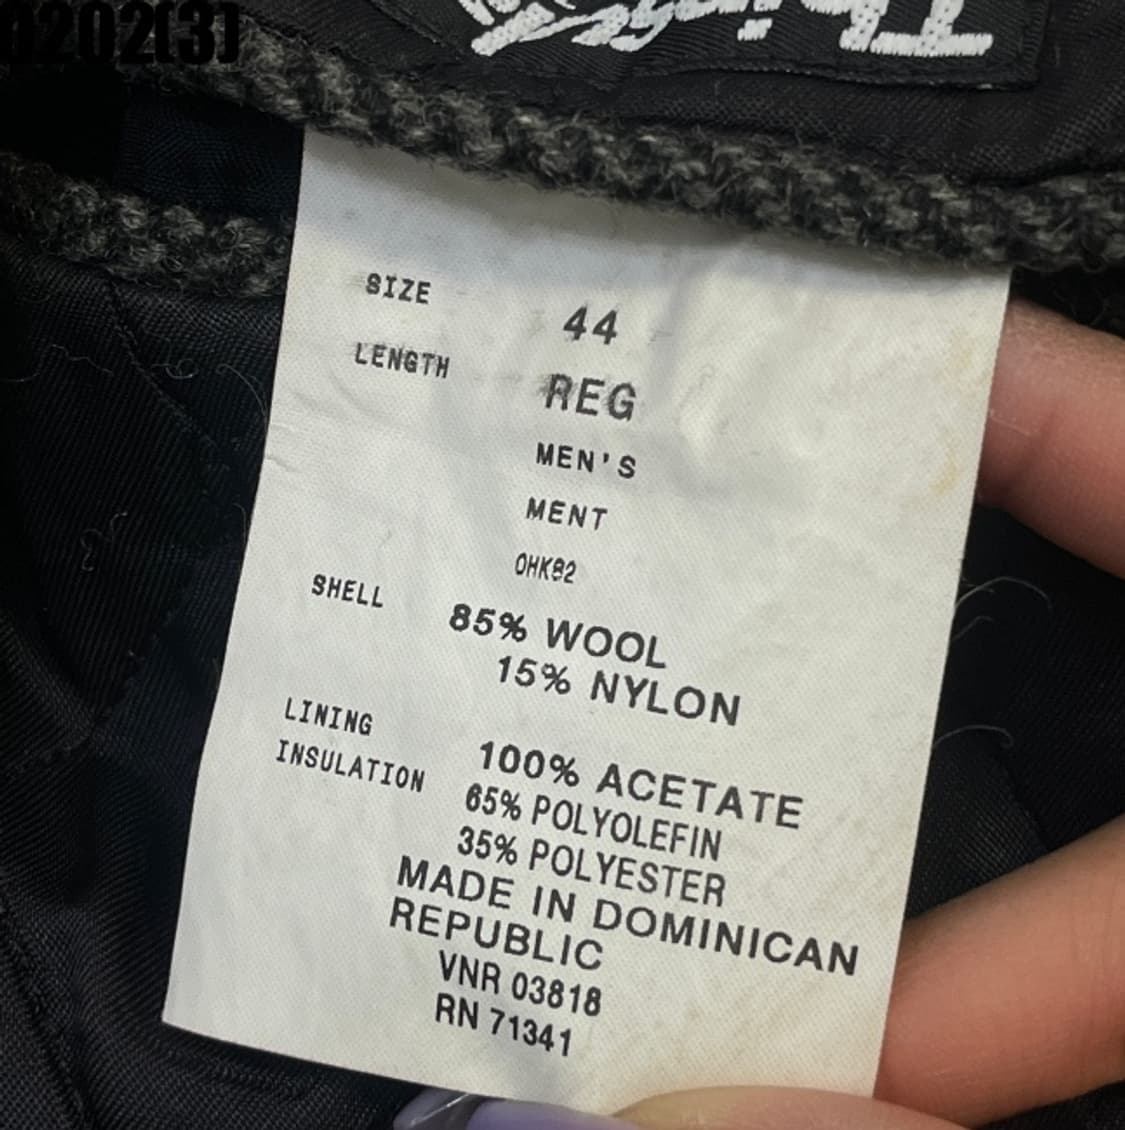 0202(3)
SIZE 44
LENGTH REG
MEN'S
MENT
OHK92
SHELL 85% WOOL
15% NYLON
LINING 100% ACETATE
INSULATION 65% POLYOLEFIN
35% POLYESTER
MADE IN DOMINICAN
REPUBLIC
VNR 03818
RN 71341